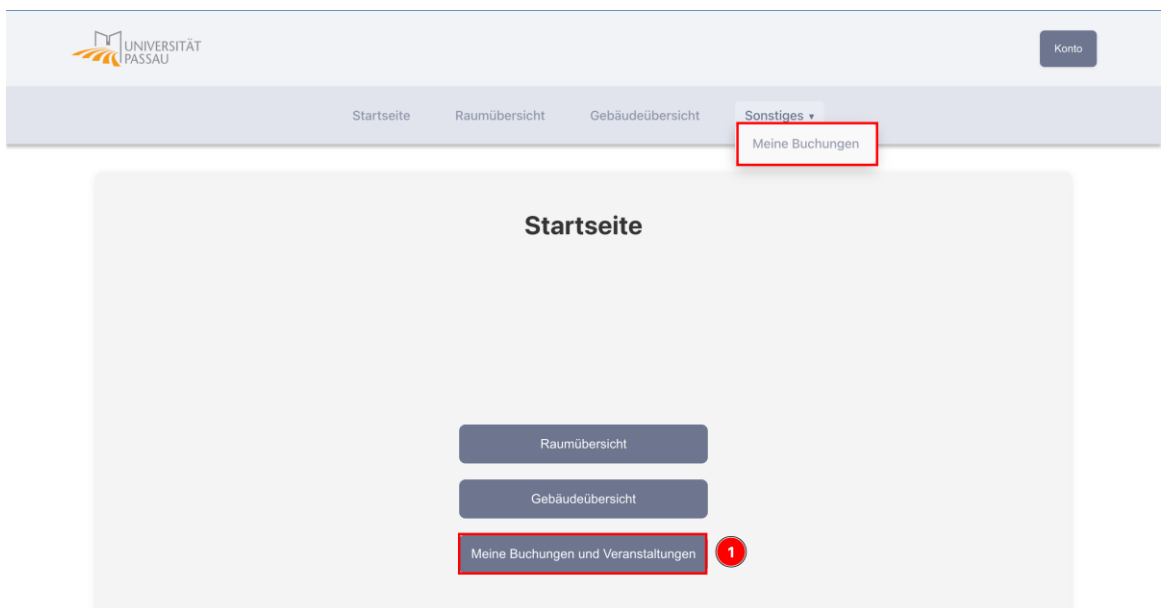 UNIVERSITÄT
PASSAU
Konto
Startseite Raumübersicht Gebäudeübersicht Sonstiges ▾
Meine Buchungen
Startseite
Raumübersicht
Gebäudeübersicht
Meine Buchungen und Veranstaltungen 1